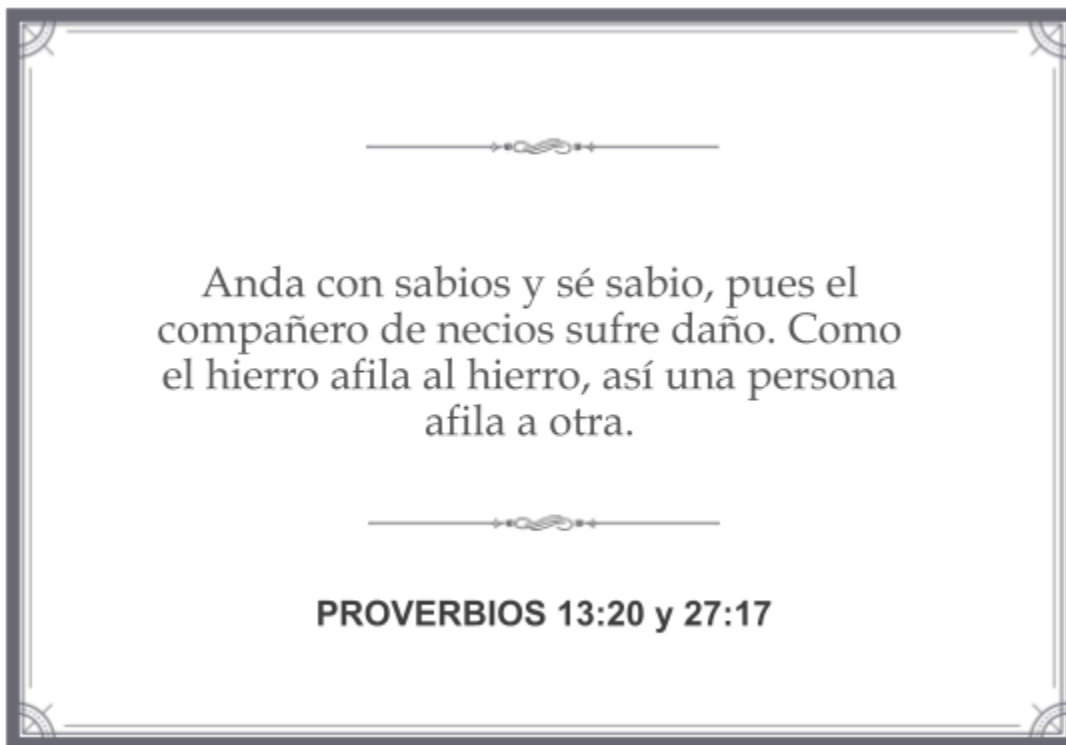 Anda con sabios y sé sabio, pues el
compañero de necios sufre daño. Como
el hierro afila al hierro, así una persona
afila a otra.
PROVERBIOS 13:20 y 27:17